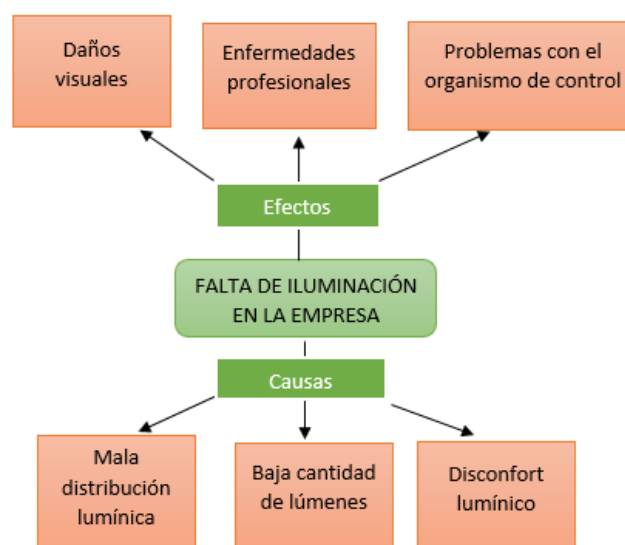 Daños
visuales
Enfermedades
profesionales
Problemas con el
organismo de control
Efectos
FALTA DE ILUMINACIÓN
EN LA EMPRESA
Causas
Mala
distribución
lumínica
Baja cantidad
de lúmenes
Disconfort
lumínico